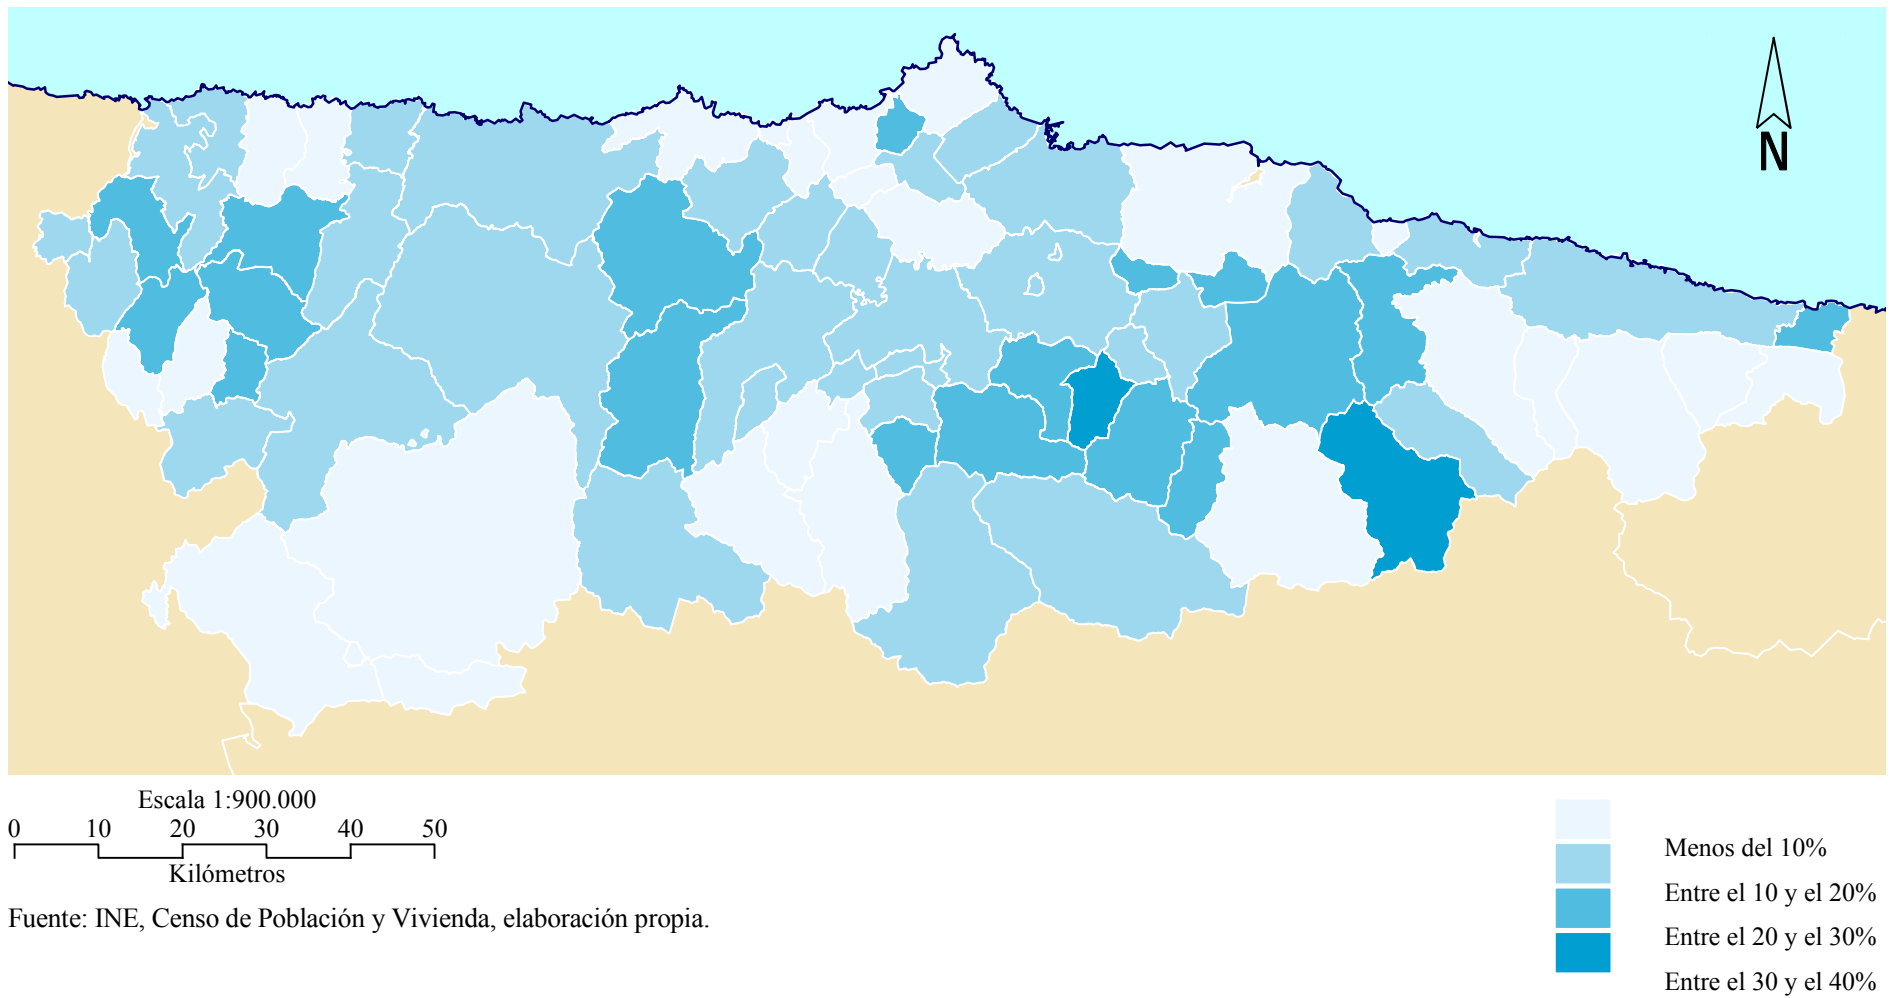 N
Escala 1:900.000
0 10 20 30 40 50
Kilómetros
Fuente: INE, Censo de Población y Vivienda, elaboración propia.
Menos del 10%
Entre el 10 y el 20%
Entre el 20 y el 30%
Entre el 30 y el 40%